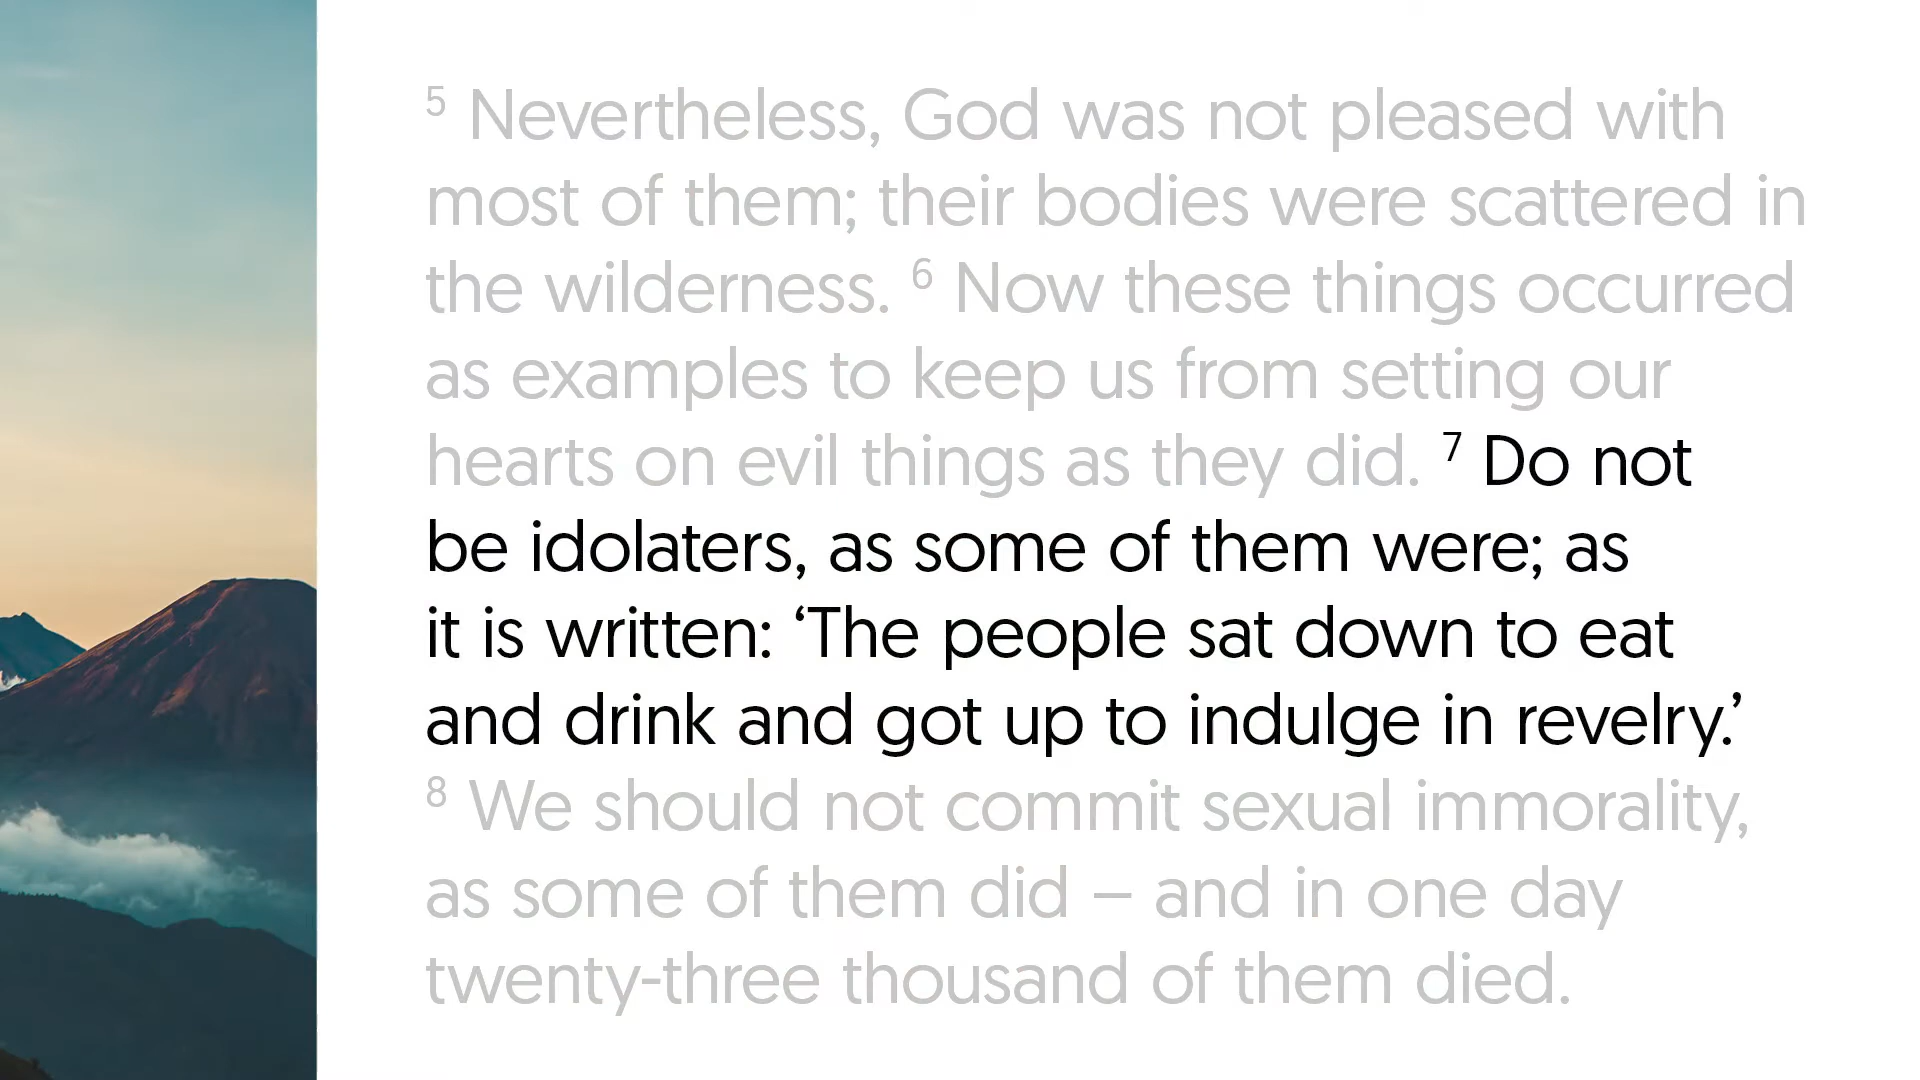 5 Nevertheless, God was not pleased with
most of them; their bodies were scattered in
the wilderness. 6 Now these things occurred
as examples to keep us from setting our
hearts on evil things as they did. 7 Do not
be idolaters, as some of them were; as
it is written: ‘The people sat down to eat
and drink and got up to indulge in revelry.’
8 We should not commit sexual immorality,
as some of them did – and in one day
twenty-three thousand of them died.